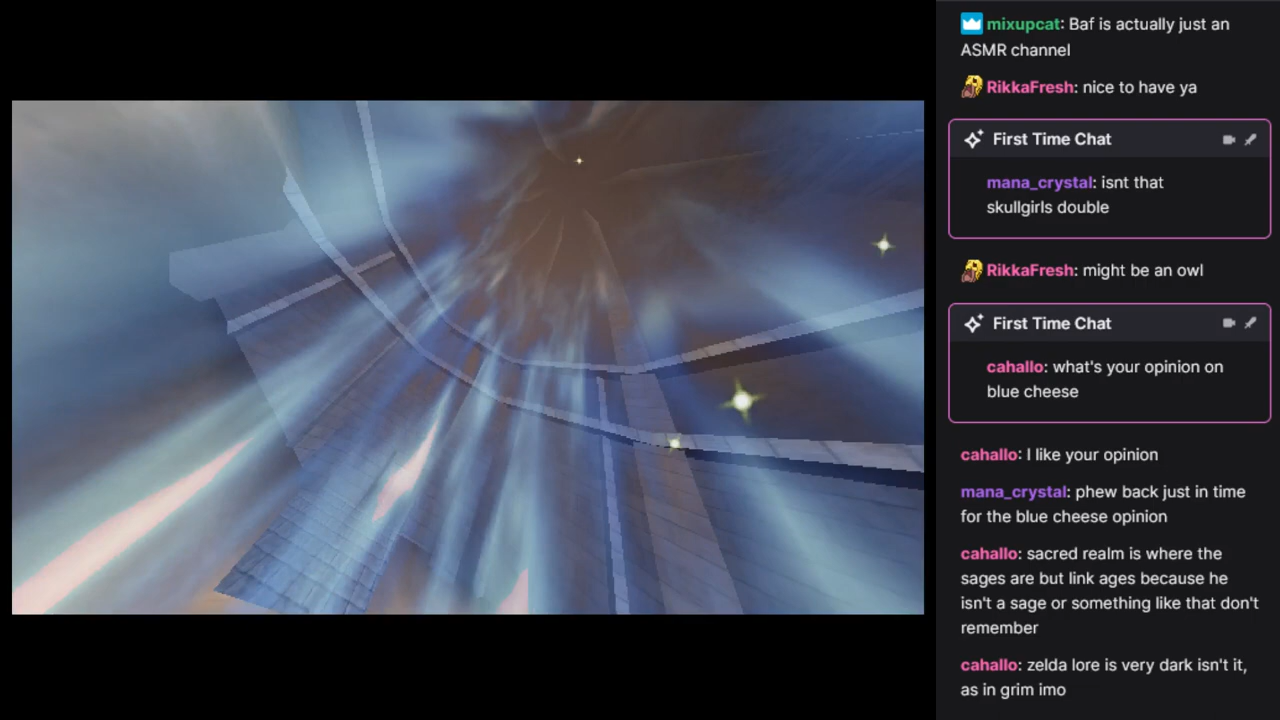 mixupcat: Baf is actually just an
ASMR channel
RikkaFresh: nice to have ya
First Time Chat
mana_crystal: isnt that
skullgirls double
RikkaFresh: might be an owl
First Time Chat
cahallo: what's your opinion on
blue cheese
cahallo: I like your opinion
mana_crystal: phew back just in time
for the blue cheese opinion
cahallo: sacred realm is where the
sages are but link ages because he
isn't a sage or something like that don't
remember
cahallo: zelda lore is very dark isn't it,
as in grim imo